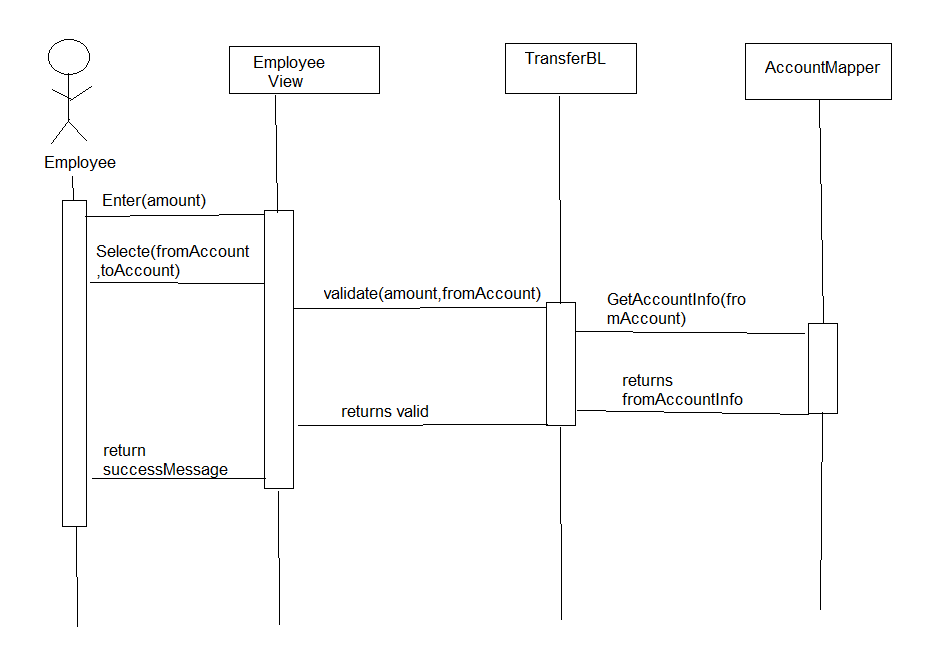 Employee
View
TransferBL
AccountMapper
Employee
Enter(amount)
Selecte(fromAccount
,toAccount)
validate(amount,fromAccount)
GetAccountInfo(fro
mAccount)
returns
fromAccountInfo
returns valid
return
successMessage